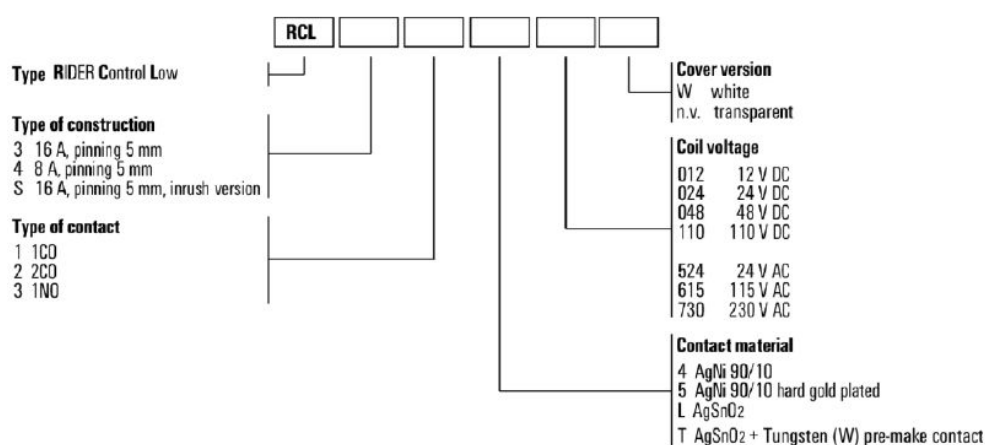 RCL
Type RIDER Control Low
Type of construction
3 16 A, pinning 5 mm
4 8 A, pinning 5 mm
S 16 A, pinning 5 mm, inrush version
Type of contact
1 1CO
2 2CO
3 1NO
Cover version
W white
n.v. transparent
Coil voltage
012 12 V DC
024 24 V DC
048 48 V DC
110 110 V DC
524 24 V AC
615 115 V AC
730 230 V AC
Contact material
4 AgNi 90/10
5 AgNi 90/10 hard gold plated
L AgSnO2
T AgSnO2 + Tungsten (W) pre-make contact